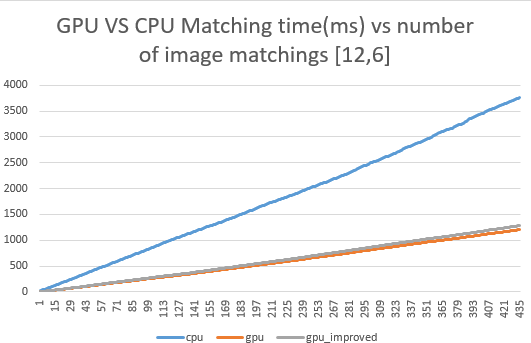 GPU VS CPU Matching time(ms) vs number
of image matchings [12,6]
4000
3500
3000
2500
2000
1500
1000
500
0
1 15 29 43 57 71 85 99 113 127 141 155 169 183 197 211 225 239 253 267 281 295 309 323 337 351 365 379 393 407 421 435
cpu gpu gpu_improved